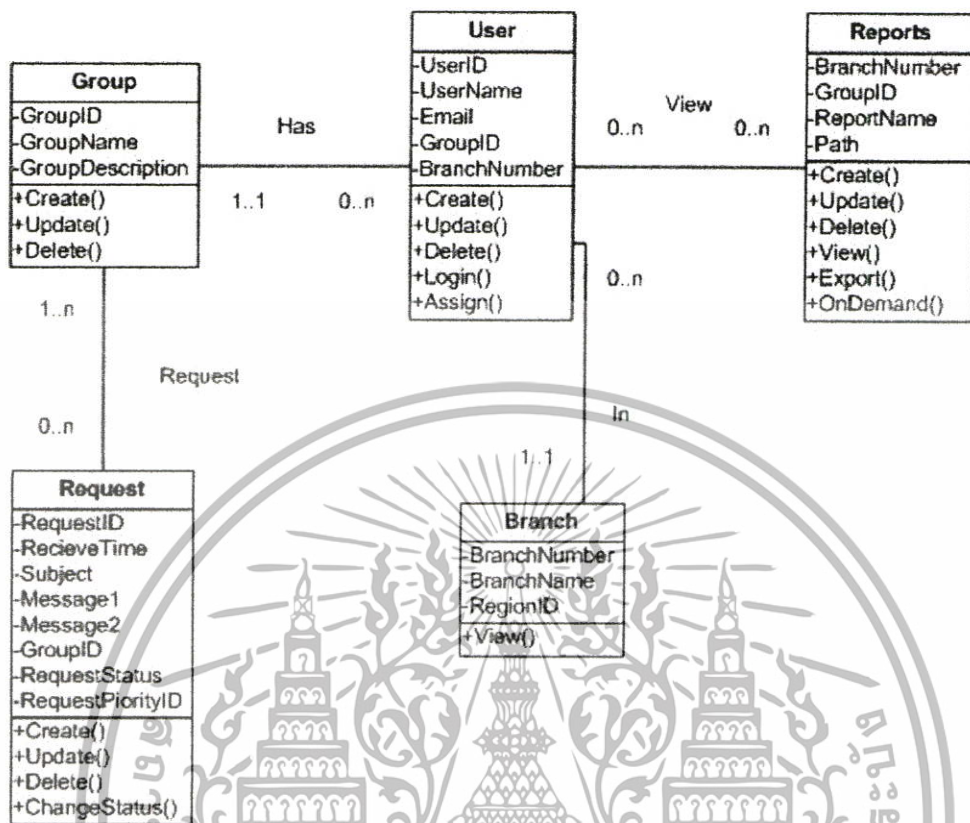 Group
-GroupID
-GroupName
-GroupDescription
+Create()
+Update()
+Delete()
Has
1..1
0..n
User
-UserID
-UserName
-Email
-GroupID
-BranchNumber
+Create()
+Update()
+Delete()
+Login()
+Assign()
View
0..n
0..n
Reports
-BranchNumber
-GroupID
-ReportName
-Path
+Create()
+Update()
+Delete()
+View()
+Export()
+OnDemand()
1..n
Request
0..n
0..n
In
1..1
Request
-RequestID
-RecieveTime
-Subject
-Message1
-Message2
-GroupID
-RequestStatus
-RequestPiorityID
+Create()
+Update()
+Delete()
+ChangeStatus()
Branch
-BranchNumber
-BranchName
-RegionID
+View()